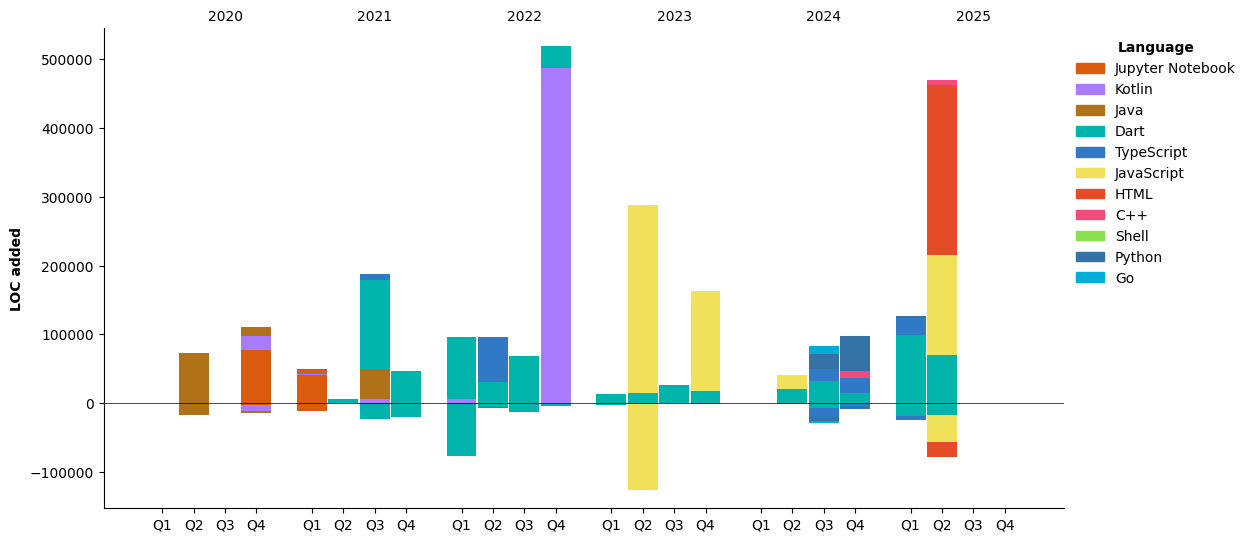 2020 2021 2022 2023 2024 2025
Language
Jupyter Notebook
Kotlin
Java
Dart
TypeScript
JavaScript
HTML
C++
Shell
Python
Go
LOC added
500000
400000
300000
200000
100000
0
−100000
Q1 Q2 Q3 Q4 Q1 Q2 Q3 Q4 Q1 Q2 Q3 Q4 Q1 Q2 Q3 Q4 Q1 Q2 Q3 Q4 Q1 Q2 Q3 Q4